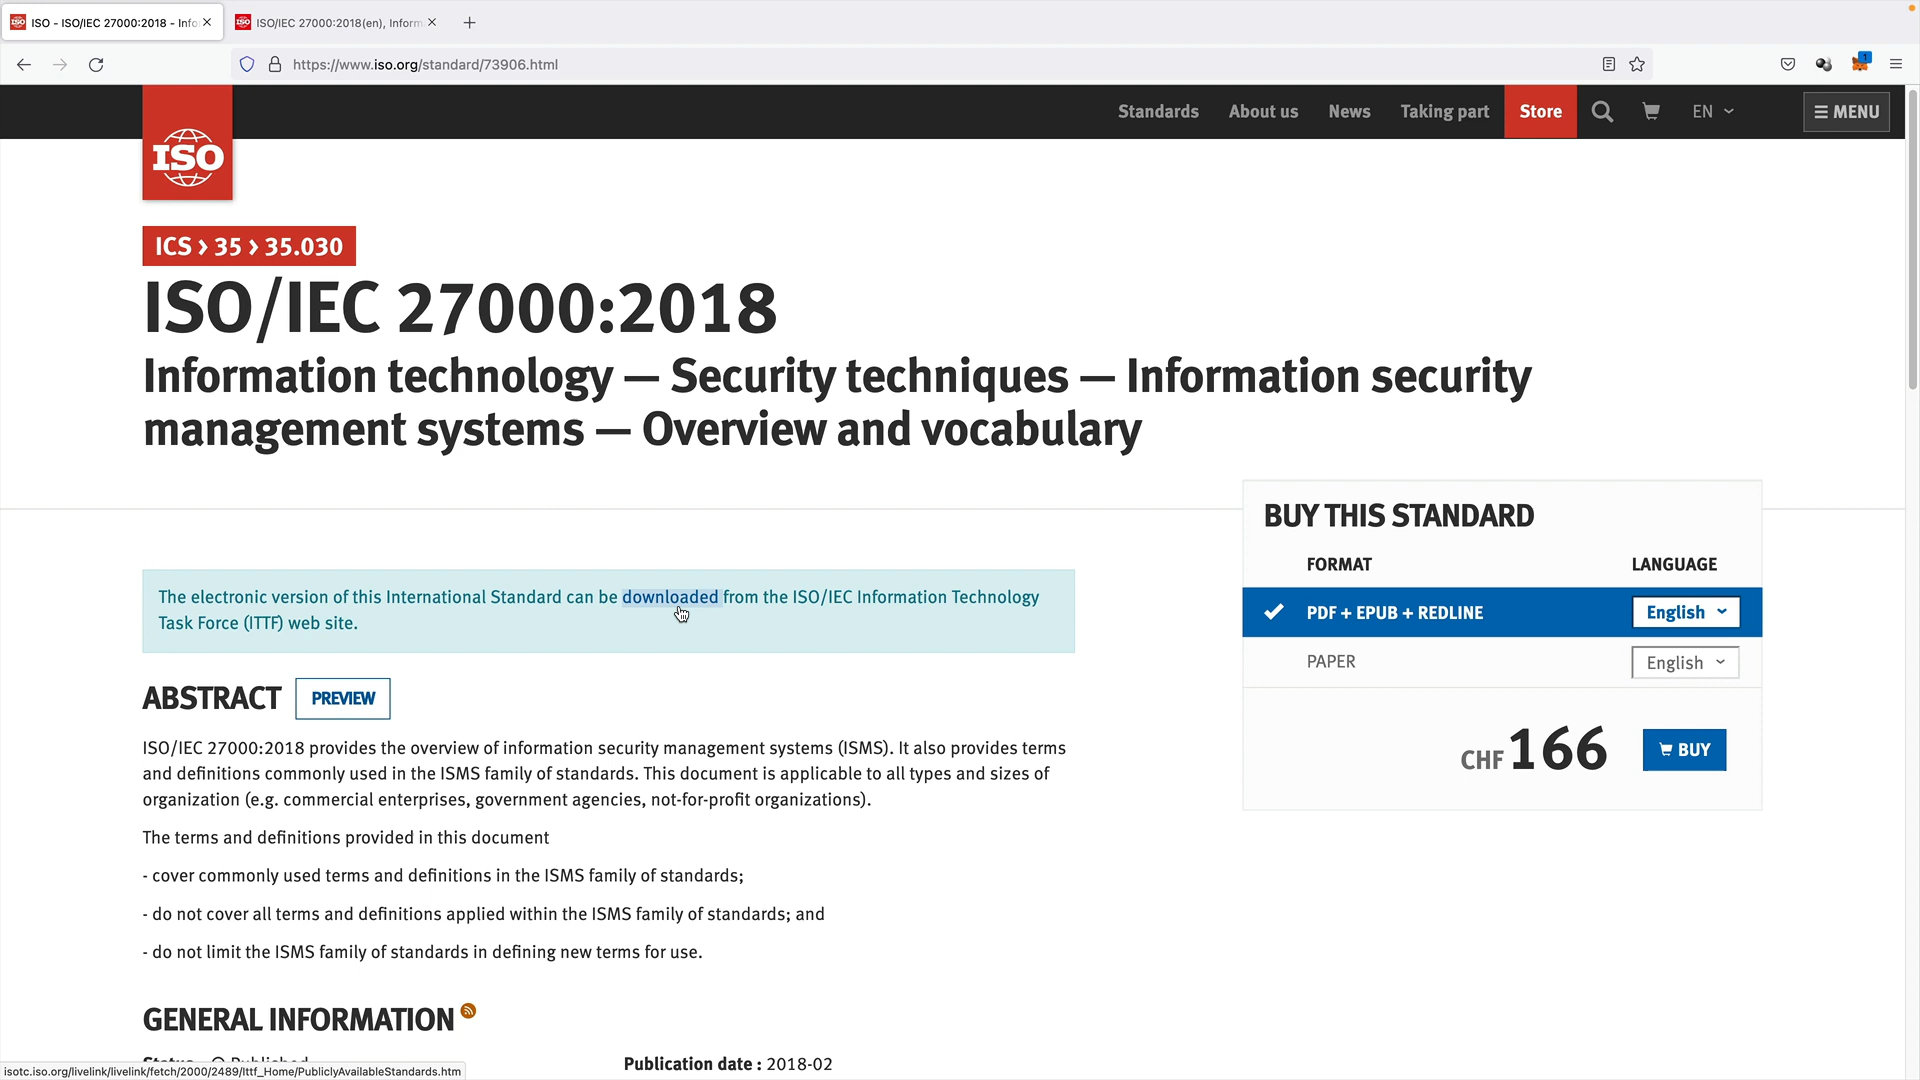 ISO - ISO/IEC 27000:2018 - Info
ISO/IEC 27000:2018(en), Inform
https://www.iso.org/standard/73906.html
1
Standards
About us
News
Taking part
Store
EN
MENU
ISO
ICS › 35 › 35.030
ISO/IEC 27000:2018
Information technology — Security techniques — Information security
management systems — Overview and vocabulary
The electronic version of this International Standard can be downloaded from the ISO/IEC Information Technology
Task Force (ITTF) web site.
BUY THIS STANDARD
FORMAT LANGUAGE
PDF + EPUB + REDLINE English
PAPER English
CHF 166 BUY
ABSTRACT PREVIEW
ISO/IEC 27000:2018 provides the overview of information security management systems (ISMS). It also provides terms
and definitions commonly used in the ISMS family of standards. This document is applicable to all types and sizes of
organization (e.g. commercial enterprises, government agencies, not-for-profit organizations).
The terms and definitions provided in this document
- cover commonly used terms and definitions in the ISMS family of standards;
- do not cover all terms and definitions applied within the ISMS family of standards; and
- do not limit the ISMS family of standards in defining new terms for use.
GENERAL INFORMATION
Status Published
Publication date : 2018-02
isotc.iso.org/livelink/livelink/fetch/2000/2489/Ittf_Home/PubliclyAvailableStandards.htm